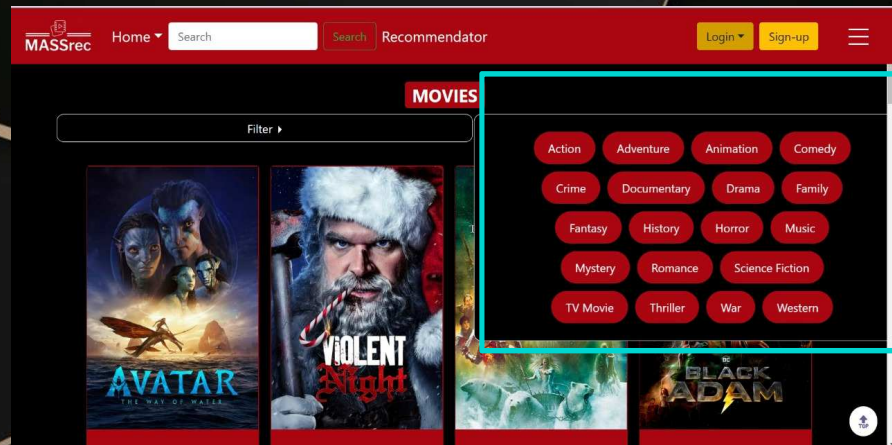 MASSrec Home Search Search Recommendator Login Sign-up
MOVIES
Filter
Action Adventure Animation Comedy
Crime Documentary Drama Family
Fantasy History Horror Music
Mystery Romance Science Fiction
TV Movie Thriller War Western
AVATAR
THE WAY OF WATER
VIOLENT
Night
DC
BLACK
ADAM
TOP